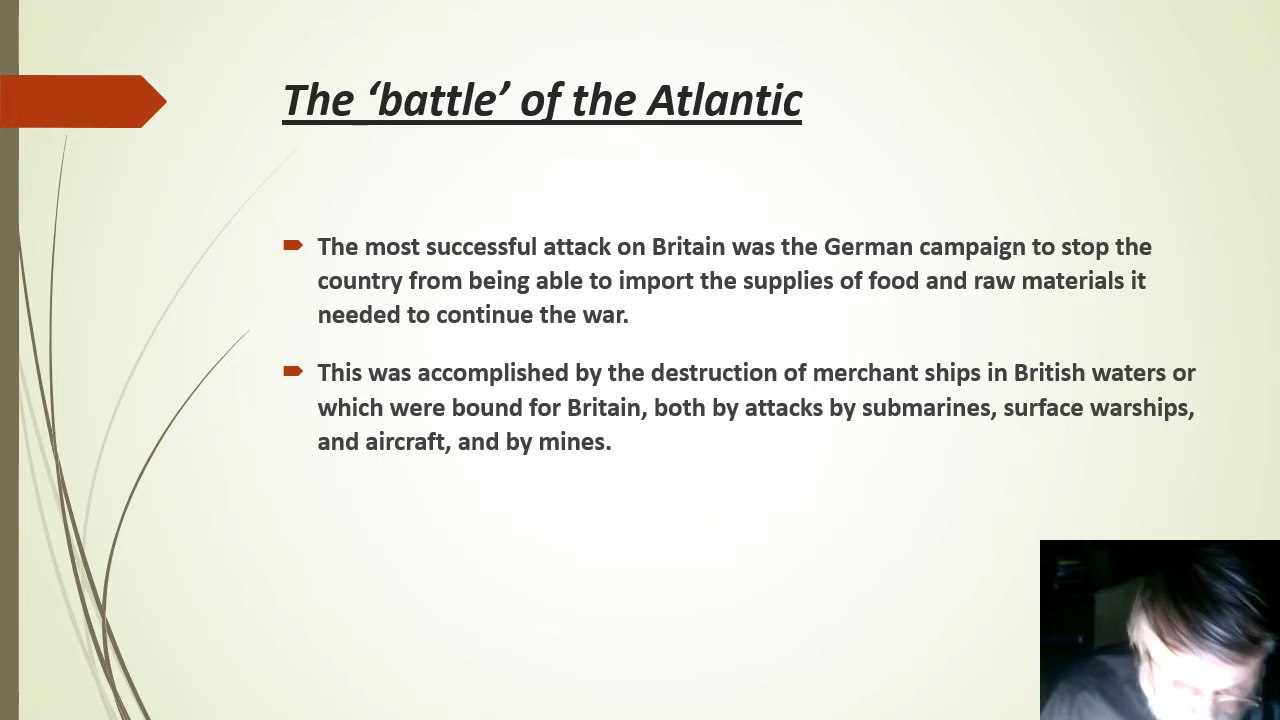 The ‘battle’ of the Atlantic
The most successful attack on Britain was the German campaign to stop the
country from being able to import the supplies of food and raw materials it
needed to continue the war.
This was accomplished by the destruction of merchant ships in British waters or
which were bound for Britain, both by attacks by submarines, surface warships,
and aircraft, and by mines.